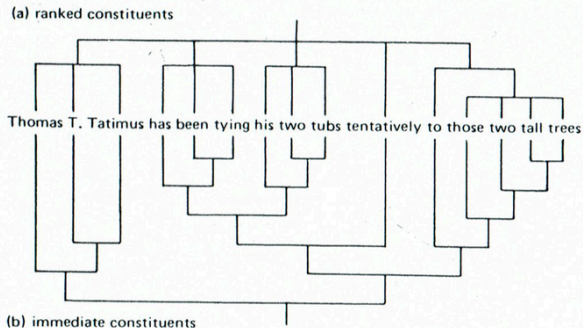 (a) ranked constituents
Thomas T. Tatimus has been tying his two tubs tentatively to those two tall trees
(b) immediate constituents